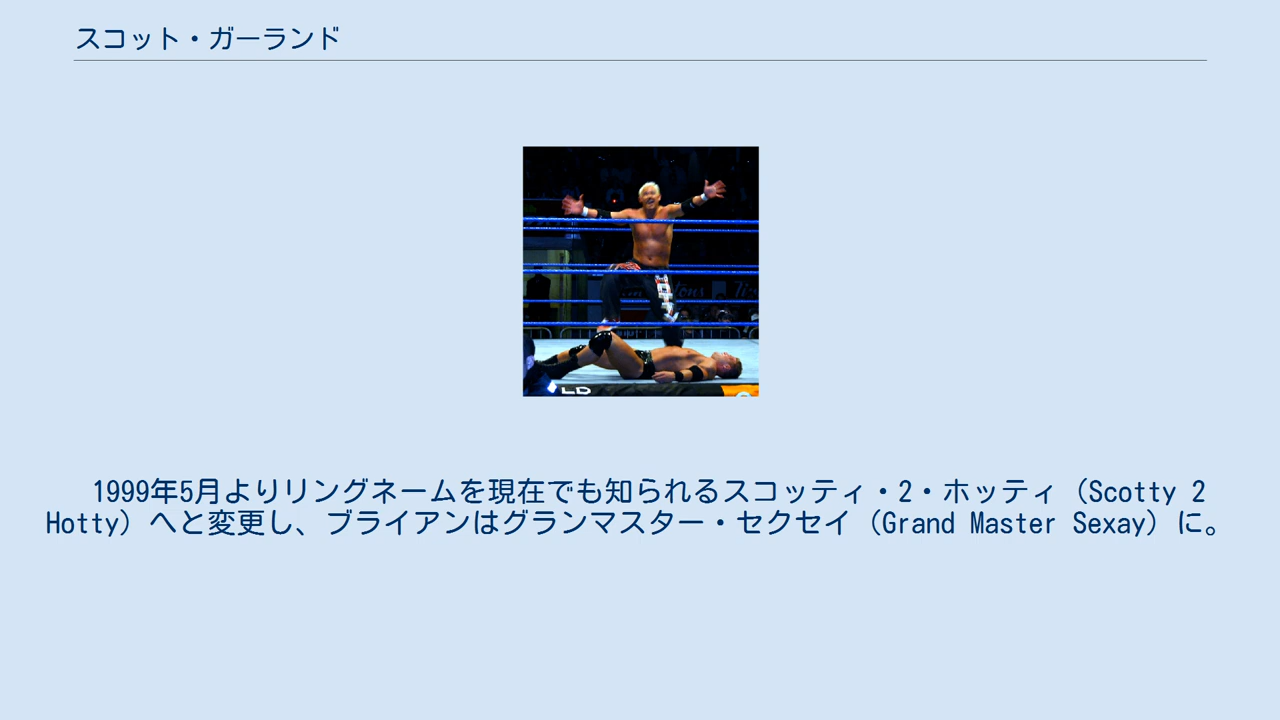 スコット・ガーランド
LD
1999年5月よりリングネームを現在でも知られるスコッティ・2・ホッティ（Scotty 2
Hotty）へと変更し、ブライアンはグランマスター・セクセイ（Grand Master Sexay）に。